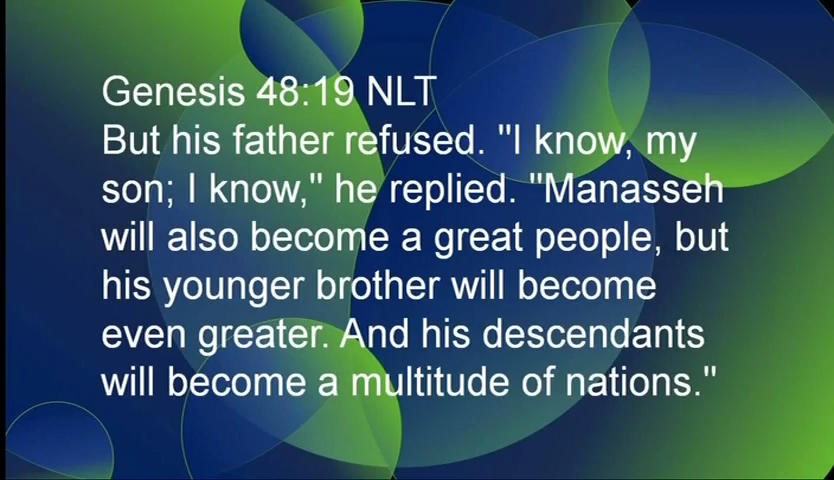 Genesis 48:19 NLT
But his father refused. "I know, my
son; I know," he replied. "Manasseh
will also become a great people, but
his younger brother will become
even greater. And his descendants
will become a multitude of nations."